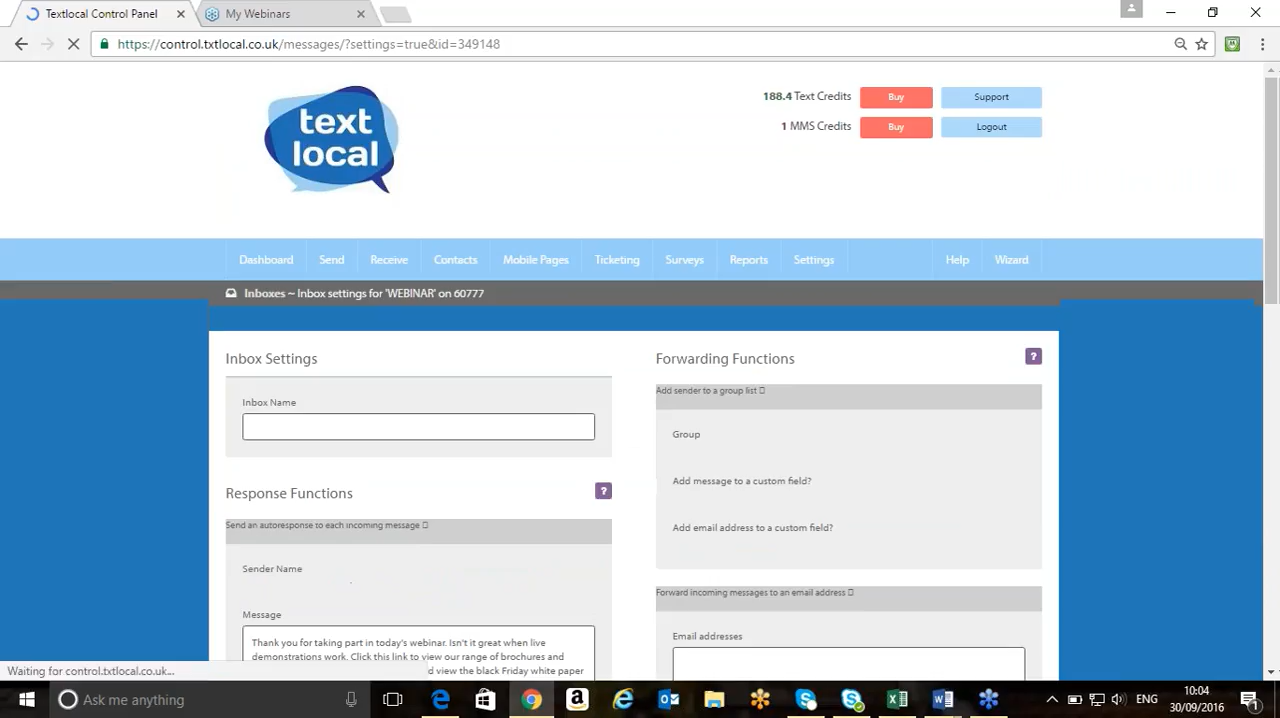 Textlocal Control Panel
My Webinars
https://control.txtlocal.co.uk/messages/?settings=true&id=349148
text
local
188.4 Text Credits
Buy
Support
1 MMS Credits
Buy
Logout
Dashboard
Send
Receive
Contacts
Mobile Pages
Ticketing
Surveys
Reports
Settings
Help
Wizard
Inboxes ~ Inbox settings for 'WEBINAR' on 60777
Inbox Settings
Inbox Name
Response Functions
?
Send an autoresponse to each incoming message
Sender Name
Message
Thank you for taking part in today's webinar. Isn't it great when live
demonstrations work. Click this link to view our range of brochures and
d view the black Friday white paper
Forwarding Functions
?
Add sender to a group list
Group
Add message to a custom field?
Add email address to a custom field?
Forward incoming messages to an email address
Email addresses
Waiting for control.txtlocal.co.uk...
Ask me anything
ENG
10:04
30/09/2016
1